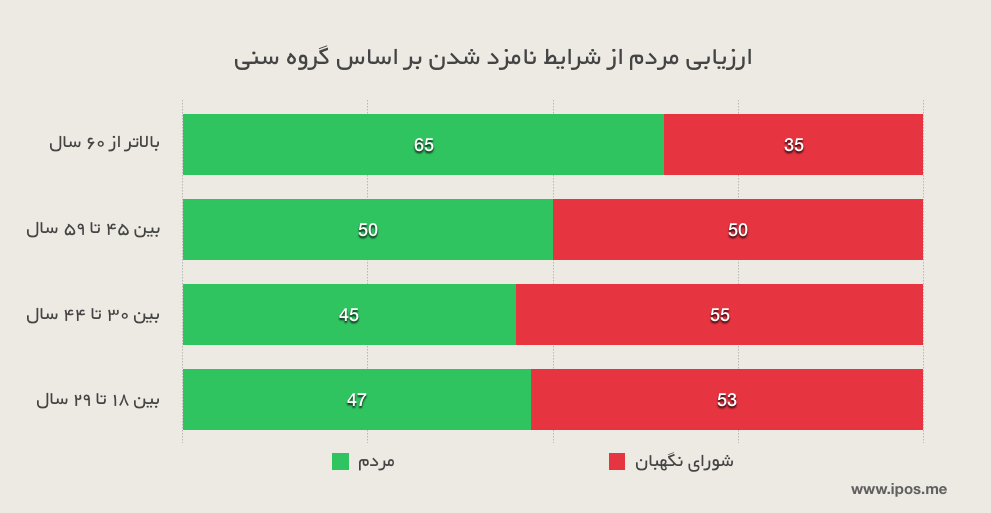 ارزیابی مردم از شرایط نامزد شدن بر اساس گروه سنی
بالاتر از ۶۰ سال
65
35
بین ۴۵ تا ۵۹ سال
50
50
بین ۳۰ تا ۴۴ سال
45
55
بین ۱۸ تا ۲۹ سال
47
53
مردم
شورای نگهبان
www.ipos.me